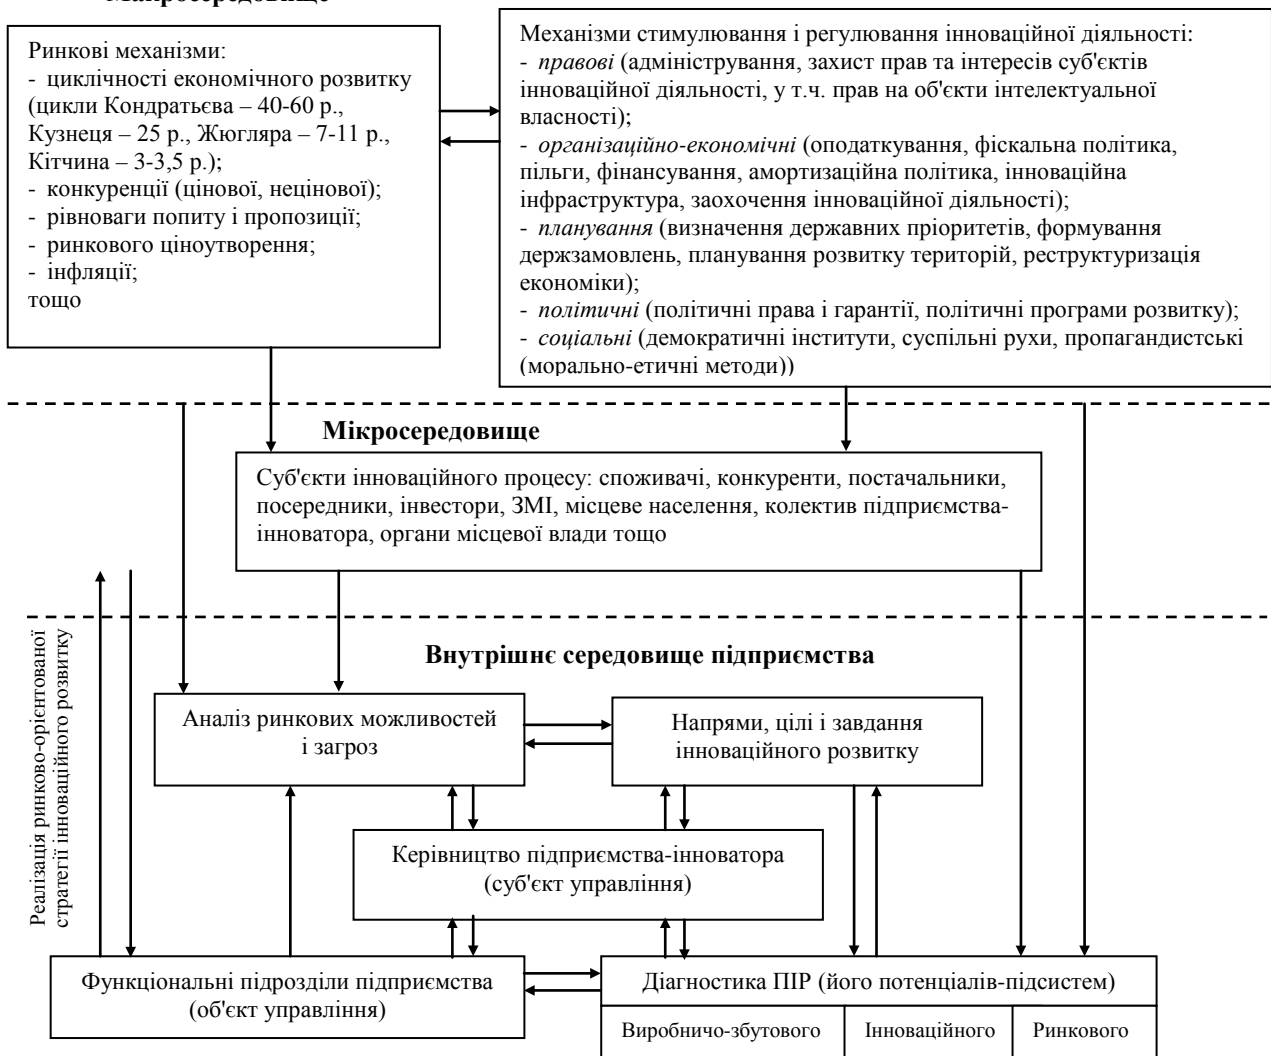 Макросередовище
Ринкові механізми:
- циклічності економічного розвитку
(цикли Кондратьєва – 40-60 р.,
Кузнеця – 25 р., Жюгляра – 7-11 р.,
Кітчина – 3-3,5 р.);
- конкуренції (цінової, нецінової);
- рівноваги попиту і пропозиції;
- ринкового ціноутворення;
- інфляції;
тощо
Механізми стимулювання і регулювання інноваційної діяльності:
- правові (адміністрування, захист прав та інтересів суб'єктів
інноваційної діяльності, у т.ч. прав на об'єкти інтелектуальної
власності);
- організаційно-економічні (оподаткування, фіскальна політика,
пільги, фінансування, амортизаційна політика, інноваційна
інфраструктура, заохочення інноваційної діяльності);
- планування (визначення державних пріоритетів, формування
держзамовлень, планування розвитку територій, реструктуризація
економіки);
- політичні (політичні права і гарантії, політичні програми розвитку);
- соціальні (демократичні інститути, суспільні рухи, пропагандистські
(морально-етичні методи))
Мікросередовище
Суб'єкти інноваційного процесу: споживачі, конкуренти, постачальники,
посередники, інвестори, ЗМІ, місцеве населення, колектив підприємства-
інноватора, органи місцевої влади тощо
Реалізація ринково-орієнтованої
стратегії інноваційного розвитку
Внутрішнє середовище підприємства
Аналіз ринкових можливостей
і загроз
Напрями, цілі і завдання
інноваційного розвитку
Керівництво підприємства-інноватора
(суб'єкт управління)
Функціональні підрозділи підприємства
(об'єкт управління)
Діагностика ПІР (його потенціалів-підсистем)
Виробничо-збутового
Інноваційного
Ринкового